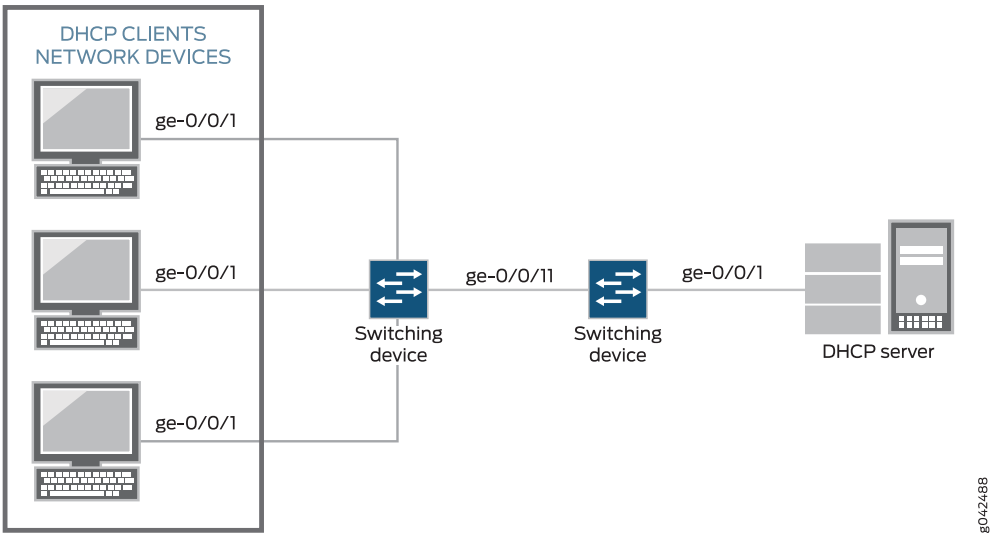 DHCP CLIENTS
NETWORK DEVICES
ge-0/0/1
ge-0/0/1
ge-0/0/11
ge-0/0/1
Switching
device
Switching
device
DHCP server
ge-0/0/1
g042488